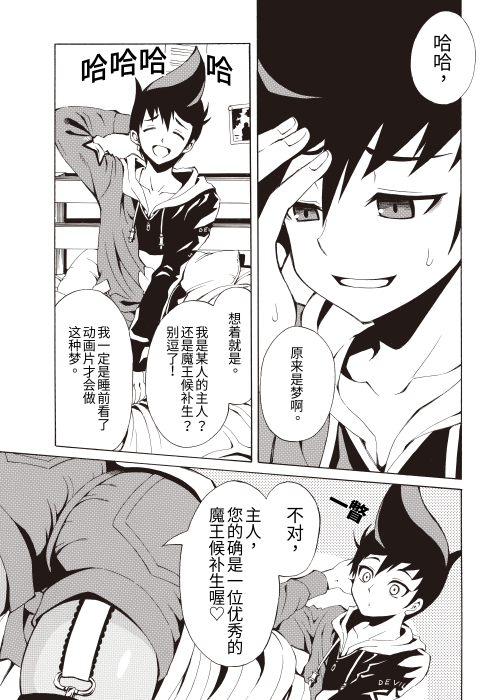 哈哈，
原来是梦啊。
哈哈哈
哈
想着就是。
我是某人的主人？
还是魔王候补生？
别逗了！
我一定是睡前看了
动画片才会做
这种梦。
一瞥
不对，
主人，
您的确是一位优秀的
魔王候补生喔♡
DEVIL